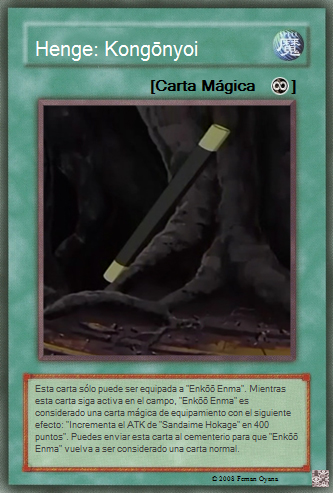 Henge: Kongōnyoi
魔
[Carta Mágica ♾]
Esta carta sólo puede ser equipada a "Enkōō Enma". Mientras
esta carta siga activa en el campo, "Enkōō Enma" es
considerado una carta mágica de equipamiento con el siguiente
efecto: "Incrementa el ATK de "Sandaime Hokage" en 400
puntos". Puedes enviar esta carta al cementerio para que "Enkōō
Enma" vuelva a ser considerado una carta normal.
© 2008 Fernan Oyana